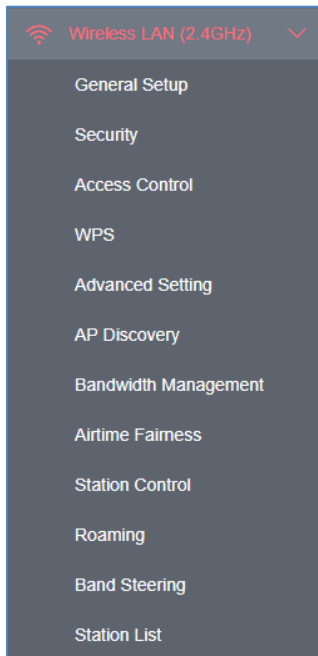 Wireless LAN (2.4GHz)
General Setup
Security
Access Control
WPS
Advanced Setting
AP Discovery
Bandwidth Management
Airtime Fairness
Station Control
Roaming
Band Steering
Station List